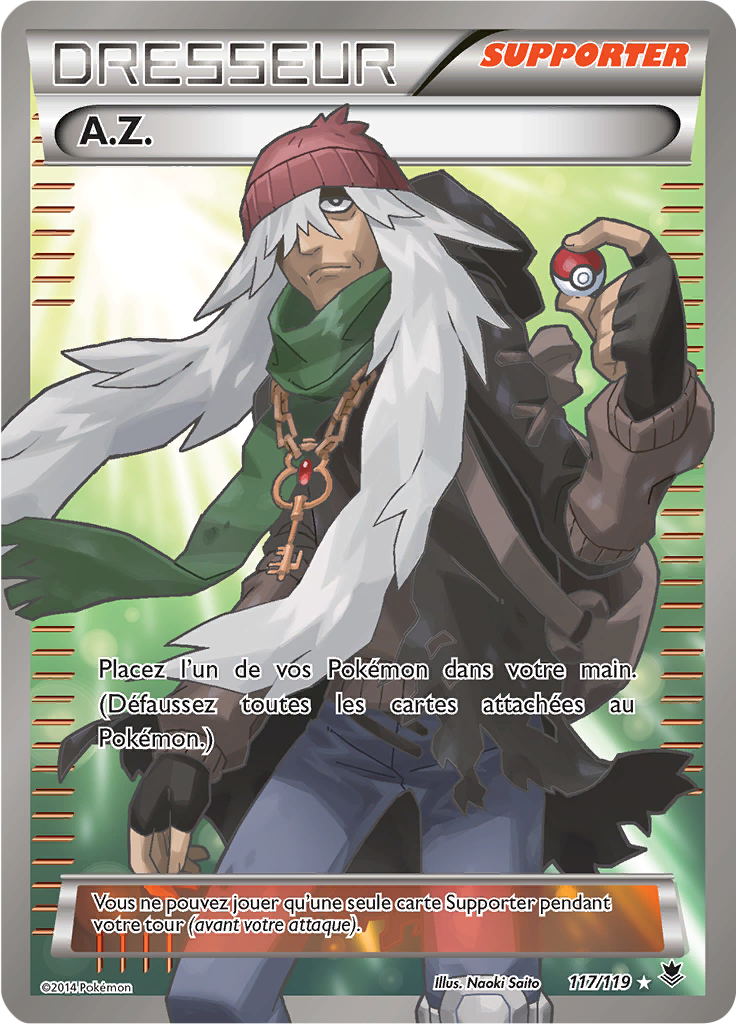 DRESSEUR SUPPORTER
A.Z.
Placez l'un de vos Pokémon dans votre main.
(Défaussez toutes les cartes attachées au
Pokémon.)
Vous ne pouvez jouer qu'une seule carte Supporter pendant
votre tour (avant votre attaque).
©2014 Pokémon Illus. Naoki Saito 117/119 ★